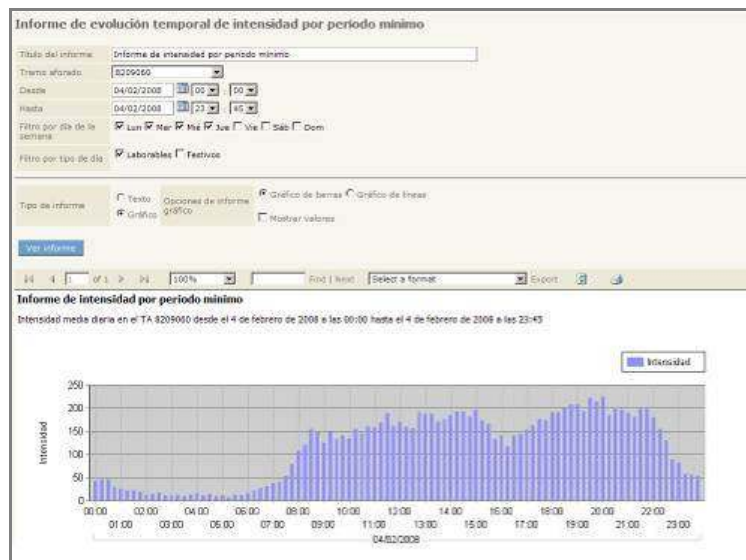 Informe de evolución temporal de intensidad por periodo mínimo
Título del informe Informe de intensidad por periodo mínimo
Tramo aforado 8209060
Desde 04/02/2008 00 : 00
Hasta 04/02/2008 23 : 45
Filtro por día de la semana Lun Mar Mié Jue Vie Sáb Dom
Filtro por tipo de día Laborables Festivos
Tipo de informe Texto Gráfico Opciones de informe gráfico Gráfico de barras Gráfico de líneas
Mostrar valores
Ver informe
1 of 1 100% Find | Next Select a format Export
Informe de intensidad por periodo mínimo
Intensidad media diaria en el TA 8209060 desde el 4 de febrero de 2008 a las 00:00 hasta el 4 de febrero de 2008 a las 23:45
Intensidad
Intensidad
250
200
150
100
50
0
00:00 02:00 04:00 06:00 08:00 10:00 12:00 14:00 16:00 18:00 20:00 22:00
01:00 03:00 05:00 07:00 09:00 11:00 13:00 15:00 17:00 19:00 21:00 23:00
04/02/2008